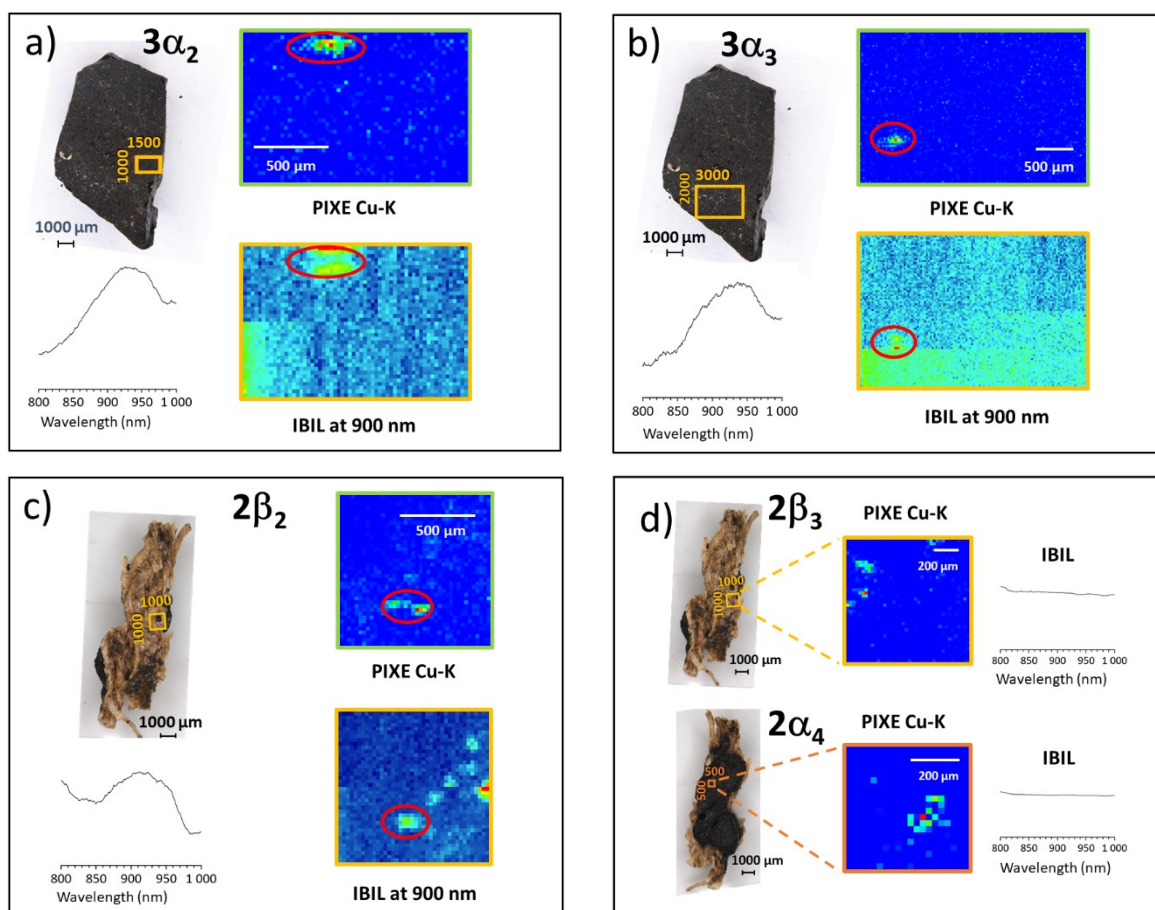 a)
3α2
1500
1000
1000 µm
500 µm
PIXE Cu-K
800 850 900 950 1 000
Wavelength (nm)
IBIL at 900 nm
b)
3α3
3000
2000
1000 µm
500 µm
PIXE Cu-K
800 850 900 950 1 000
Wavelength (nm)
IBIL at 900 nm
c)
2β2
1000
1000
1000 µm
500 µm
PIXE Cu-K
800 850 900 950 1 000
Wavelength (nm)
IBIL at 900 nm
d)
2β3
1000
1000
1000 µm
PIXE Cu-K
200 µm
IBIL
800 850 900 950 1 000
Wavelength (nm)
2α4
500
500
1000 µm
PIXE Cu-K
200 µm
IBIL
800 850 900 950 1 000
Wavelength (nm)